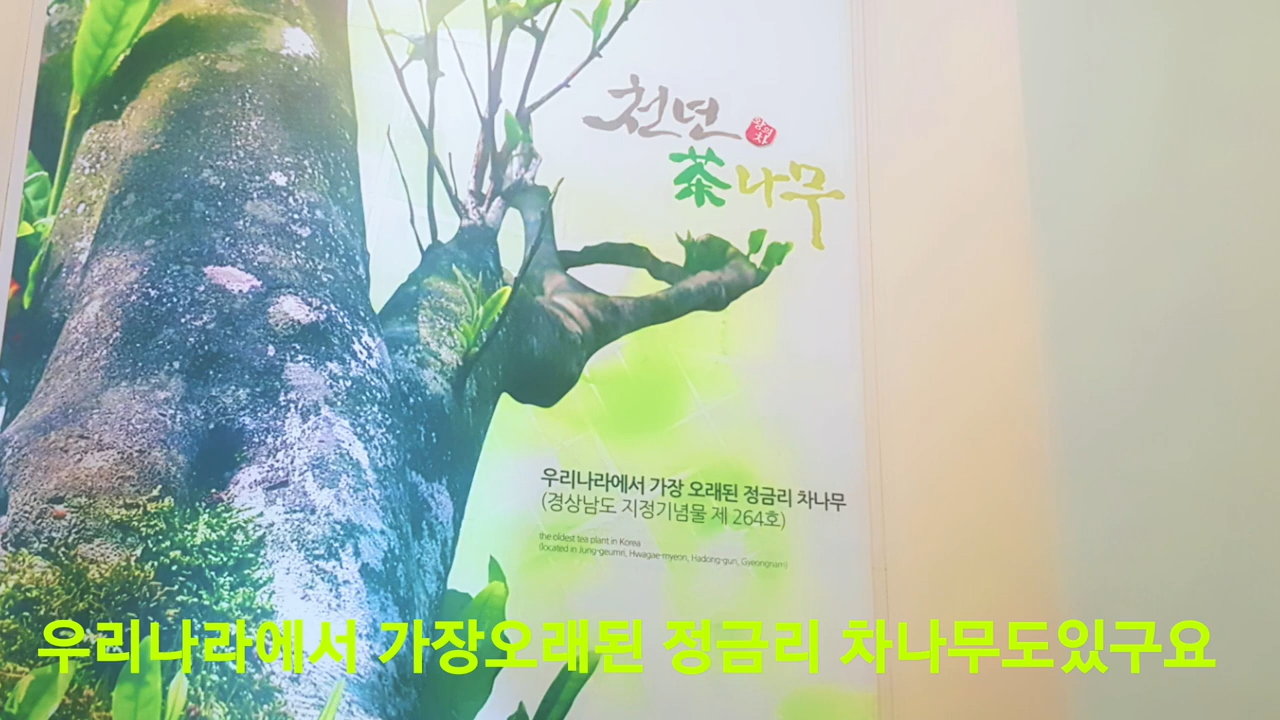 천년
왕의
차
茶나무
우리나라에서 가장 오래된 정금리 차나무
(경상남도 지정기념물 제 264호)
the oldest tea plant in Korea
(located in Jung-geumri, Hwagae-myeon, Hadong-gun, Gyeongnam)
우리나라에서 가장오래된 정금리 차나무도있구요